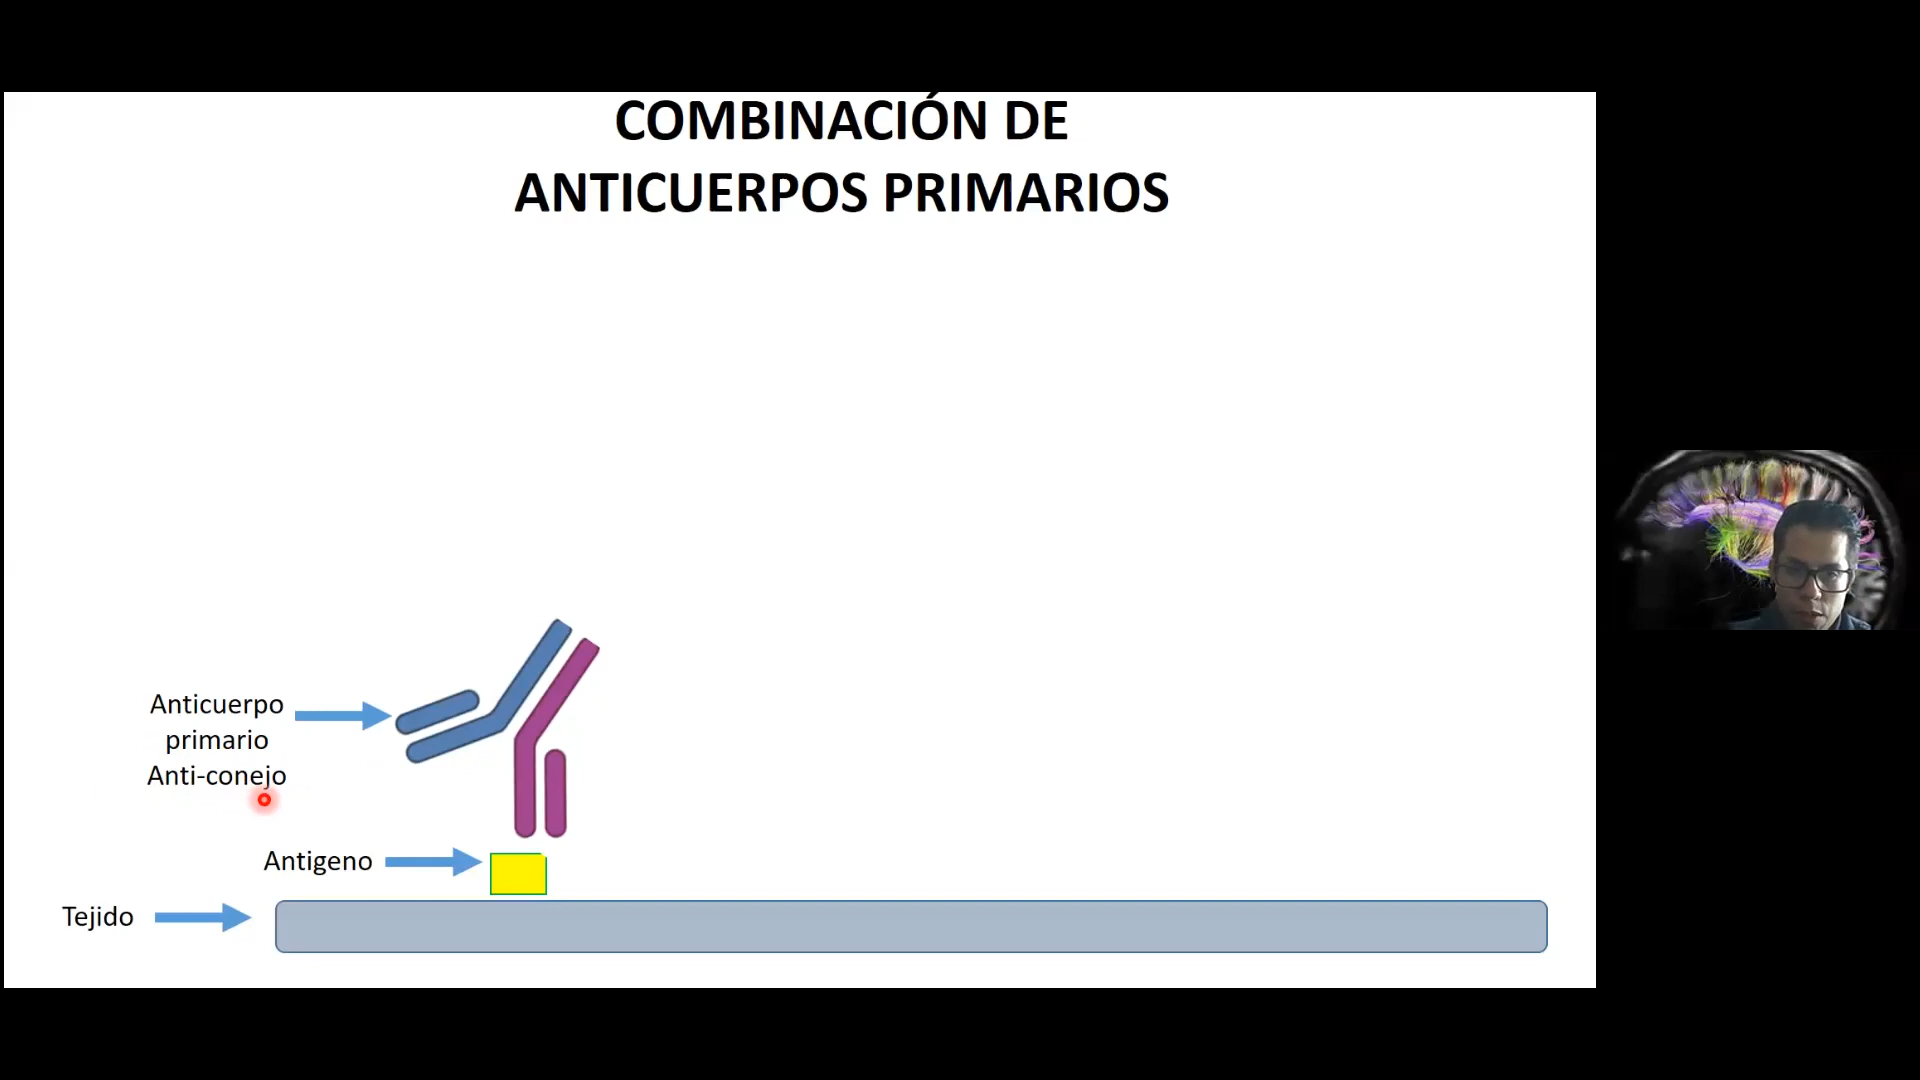 COMBINACIÓN DE
ANTICUERPOS PRIMARIOS
Anticuerpo
primario
Anti-conejo
Antigeno
Tejido